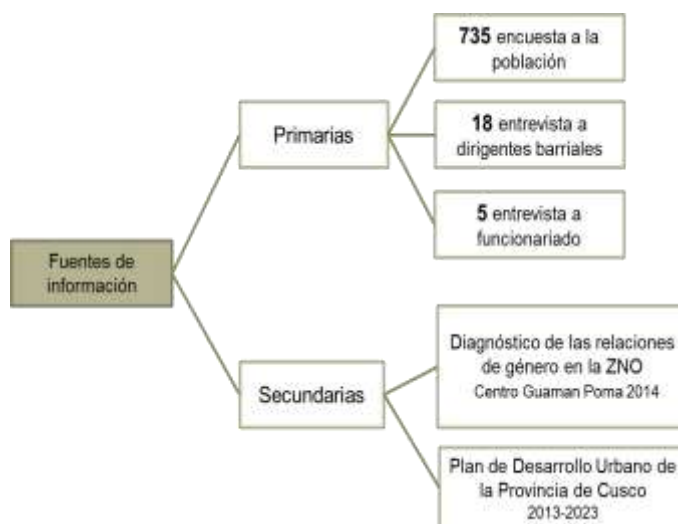 Fuentes de
información
Primarias
735 encuesta a la
población
18 entrevista a
dirigentes barriales
5 entrevista a
funcionariado
Secundarias
Diagnóstico de las relaciones
de género en la ZNO
Centro Guaman Poma 2014
Plan de Desarrollo Urbano de
la Provincia de Cusco
2013-2023